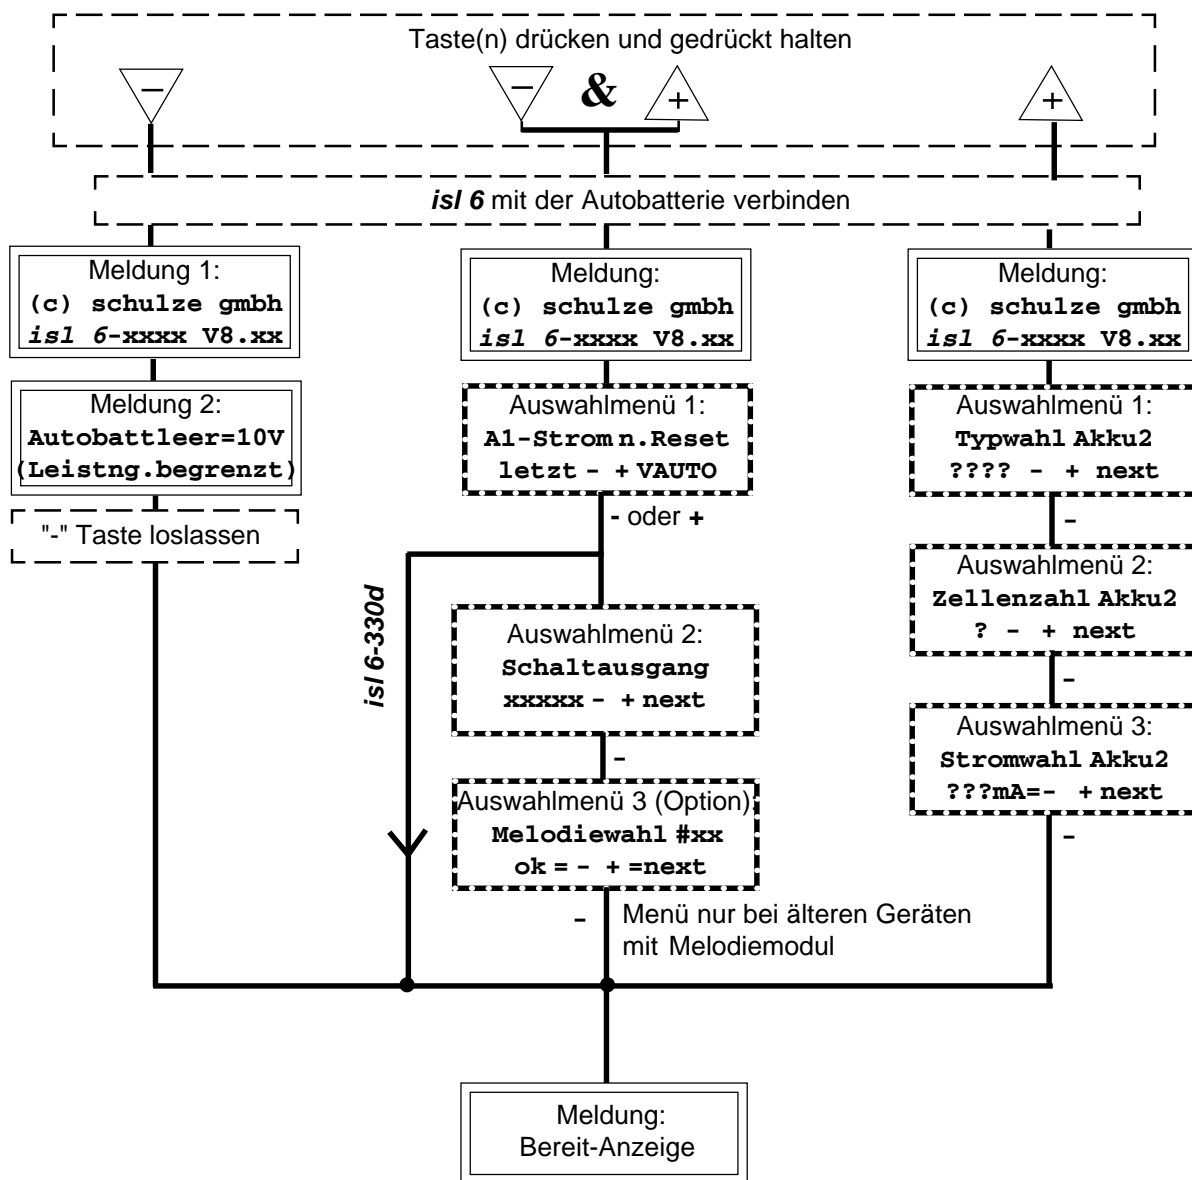 Taste(n) drücken und gedrückt halten
− − & + +
isl 6 mit der Autobatterie verbinden
Meldung 1:
(c) schulze gmbh
isl 6-xxxx V8.xx
Meldung 2:
Autobattleer=10V
(Leistng.begrenzt)
"-" Taste loslassen
Meldung:
(c) schulze gmbh
isl 6-xxxx V8.xx
Auswahlmenü 1:
A1-Strom n.Reset
letzt - + VAUTO
- oder +
isl 6-330d
Auswahlmenü 2:
Schaltausgang
xxxxx - + next
-
Auswahlmenü 3 (Option)
Melodiewahl #xx
ok = - + =next
-
Menü nur bei älteren Geräten
mit Melodiemodul
Meldung:
(c) schulze gmbh
isl 6-xxxx V8.xx
Auswahlmenü 1:
Typwahl Akku2
???? - + next
-
Auswahlmenü 2:
Zellenzahl Akku2
? - + next
-
Auswahlmenü 3:
Stromwahl Akku2
???mA=- + next
-
Meldung:
Bereit-Anzeige